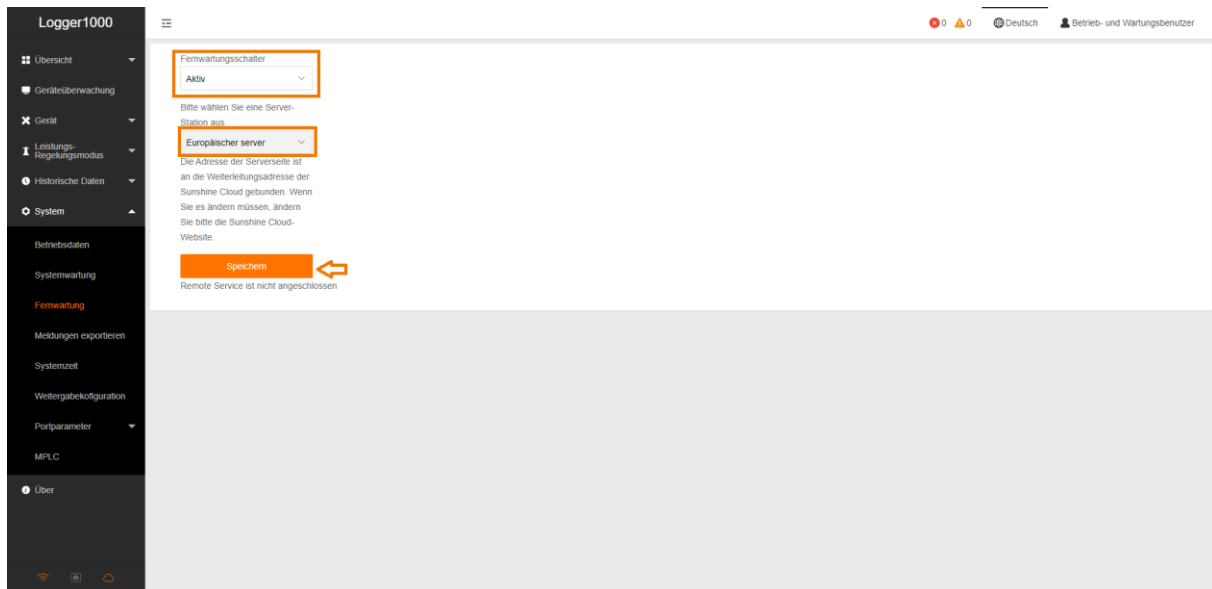 Logger1000
0 0 Deutsch Betrieb- und Wartungsbenutzer
Übersicht
Geräteüberwachung
Gerät
Leistungs-
Regelungsmodus
Historische Daten
System
Betriebsdaten
Systemwartung
Fernwartung
Meldungen exportieren
Systemzeit
Weitergabekofiguration
Portparameter
MPLC
Über
Fernwartungsschalter
Aktiv
Bitte wählen Sie eine Server-
Station aus
Europäischer server
Die Adresse der Serverseite ist
an die Weiterleitungsadresse der
Sunshine Cloud gebunden. Wenn
Sie es ändern müssen, ändern
Sie bitte die Sunshine Cloud-
Website.
Speichern
Remote Service ist nicht angeschlossen